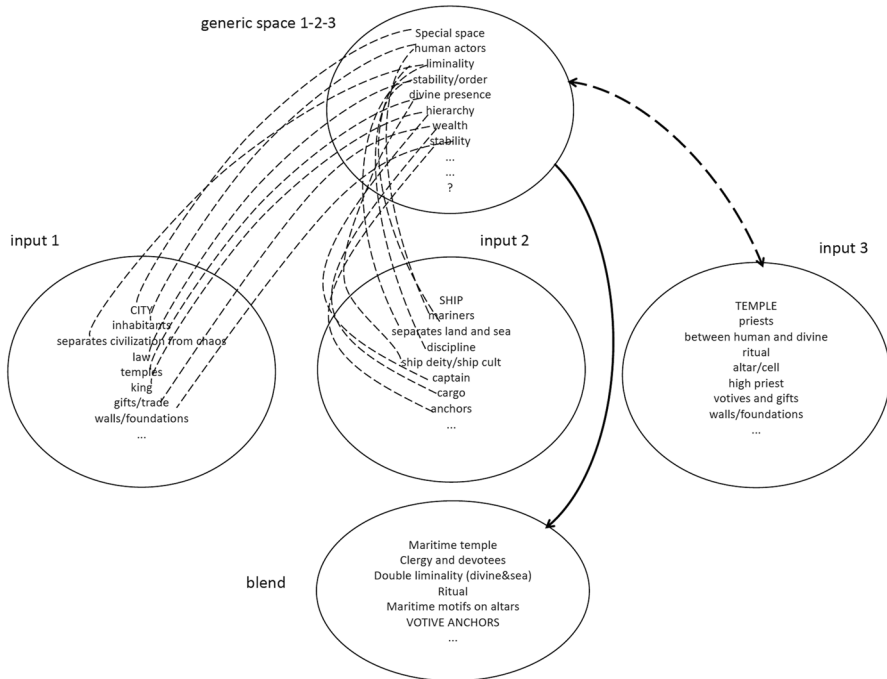 generic space 1-2-3
Special space
human actors
liminality
stability/order
divine presence
hierarchy
wealth
stability
...
...
?
input 1
CITY
inhabitants
separates civilization from chaos
law
temples
king
gifts/trade
walls/foundations
...
input 2
SHIP
mariners
separates land and sea
discipline
ship deity/ship cult
captain
cargo
anchors
...
input 3
TEMPLE
priests
between human and divine
ritual
altar/cell
high priest
votives and gifts
walls/foundations
...
blend
Maritime temple
Clergy and devotees
Double liminality (divine&sea)
Ritual
Maritime motifs on altars
VOTIVE ANCHORS
...